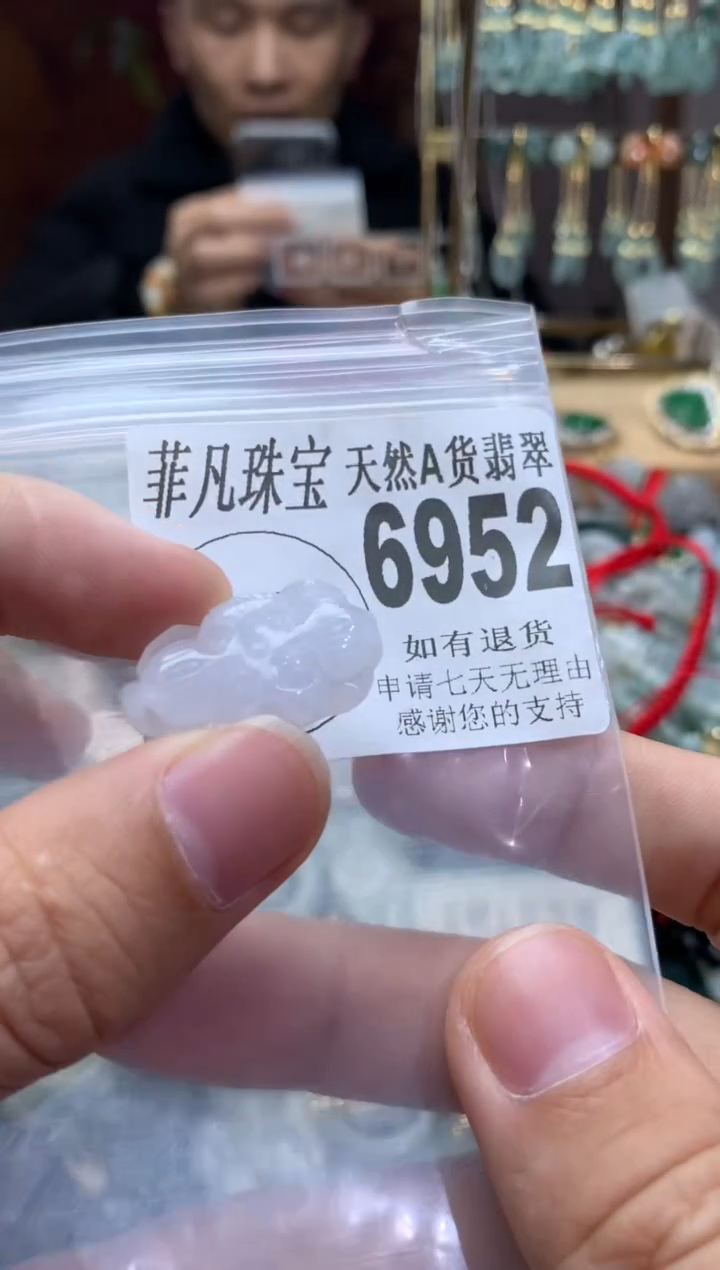 菲凡珠宝 天然A货翡翠
6952
如有退货
申请七天无理由
感谢您的支持